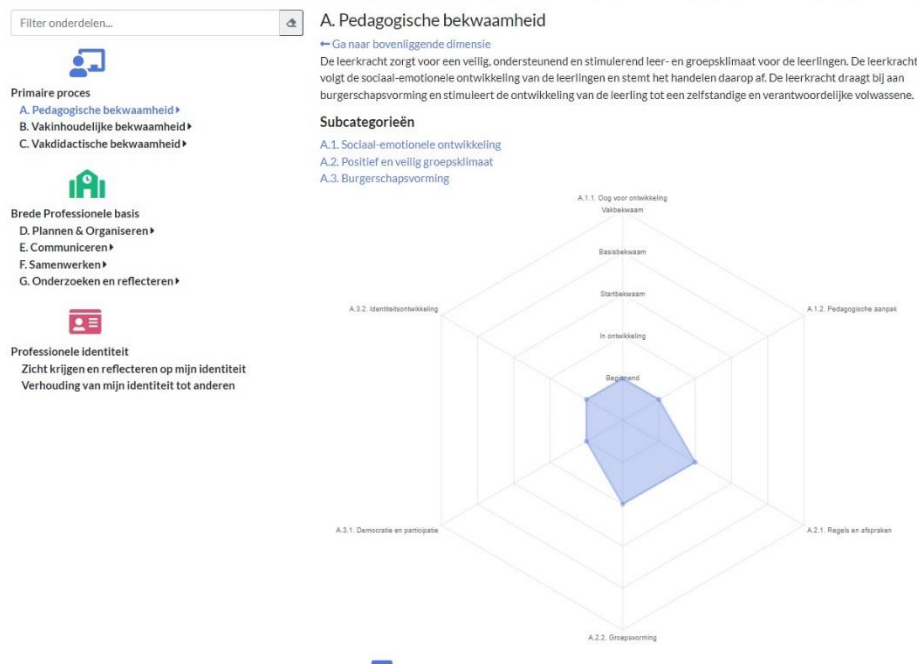 Filter onderdelen...
Primaire proces
A. Pedagogische bekwaamheid
B. Vakinhoudelijke bekwaamheid
C. Vakdidactische bekwaamheid
Brede Professionele basis
D. Plannen & Organiseren
E. Communiceren
F. Samenwerken
G. Onderzoeken en reflecteren
Professionele identiteit
Zicht krijgen en reflecteren op mijn identiteit
Verhouding van mijn identiteit tot anderen
A. Pedagogische bekwaamheid
←Ga naar bovenliggende dimensie
De leerkracht zorgt voor een veilig, ondersteunend en stimulerend leer- en groepsklimaat voor de leerlingen. De leerkracht
volgt de sociaal-emotionele ontwikkeling van de leerlingen en stemt het handelen daarop af. De leerkracht draagt bij aan
burgerschapsvorming en stimuleert de ontwikkeling van de leerling tot een zelfstandige en verantwoordelijke volwassene.
Subcategorieën
A.1. Sociaal-emotionele ontwikkeling
A.2. Positief en veilig groepsklimaat
A.3. Burgerschapsvorming
A.1.1. Oog voor ontwikkeling
Vakbekwaam
Basisbekwaam
Startbekwaam
A.3.2. Identiteitsontwikkeling
A.1.2. Pedagogische aanpak
In ontwikkeling
Beginnend
A.3.1. Democratie en participatie
A.2.1. Regels en afspraken
A.2.2. Groepsvorming